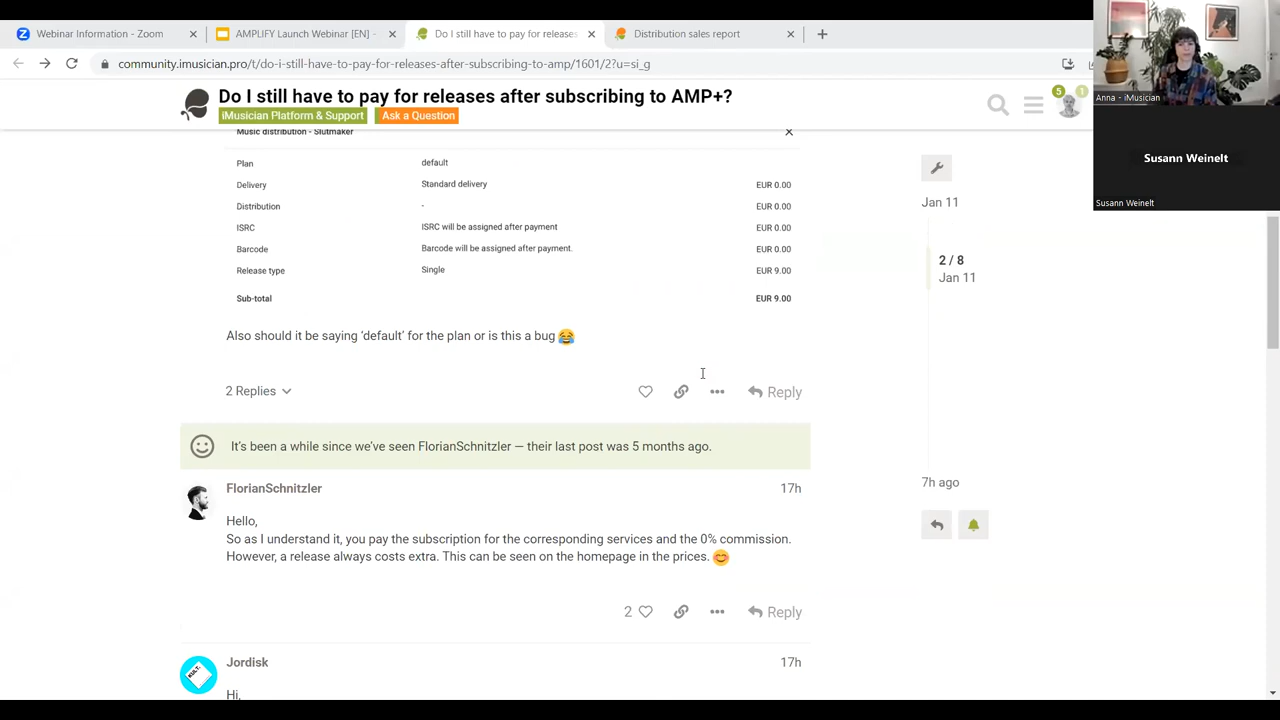 Webinar Information - Zoom
AMPLIFY Launch Webinar [EN] -
Do I still have to pay for releases
Distribution sales report
community.imusician.pro/t/do-i-still-have-to-pay-for-releases-after-subscribing-to-amp/1601/2?u=si_g
Do I still have to pay for releases after subscribing to AMP+?
iMusician Platform & Support
Ask a Question
5
1
Anna - iMusician
Susann Weinelt
Susann Weinelt
Music distribution - Slutmaker
Plan default
Delivery Standard delivery EUR 0.00
Distribution - EUR 0.00
ISRC ISRC will be assigned after payment EUR 0.00
Barcode Barcode will be assigned after payment. EUR 0.00
Release type Single EUR 9.00
Sub-total EUR 9.00
Also should it be saying ‘default’ for the plan or is this a bug 😂
2 Replies
Reply
Jan 11
2 / 8
Jan 11
7h ago
It’s been a while since we’ve seen FlorianSchnitzler — their last post was 5 months ago.
FlorianSchnitzler 17h
Hello,
So as I understand it, you pay the subscription for the corresponding services and the 0% commission.
However, a release always costs extra. This can be seen on the homepage in the prices. 😊
2
Reply
KULT.
Jordisk 17h
Hi,